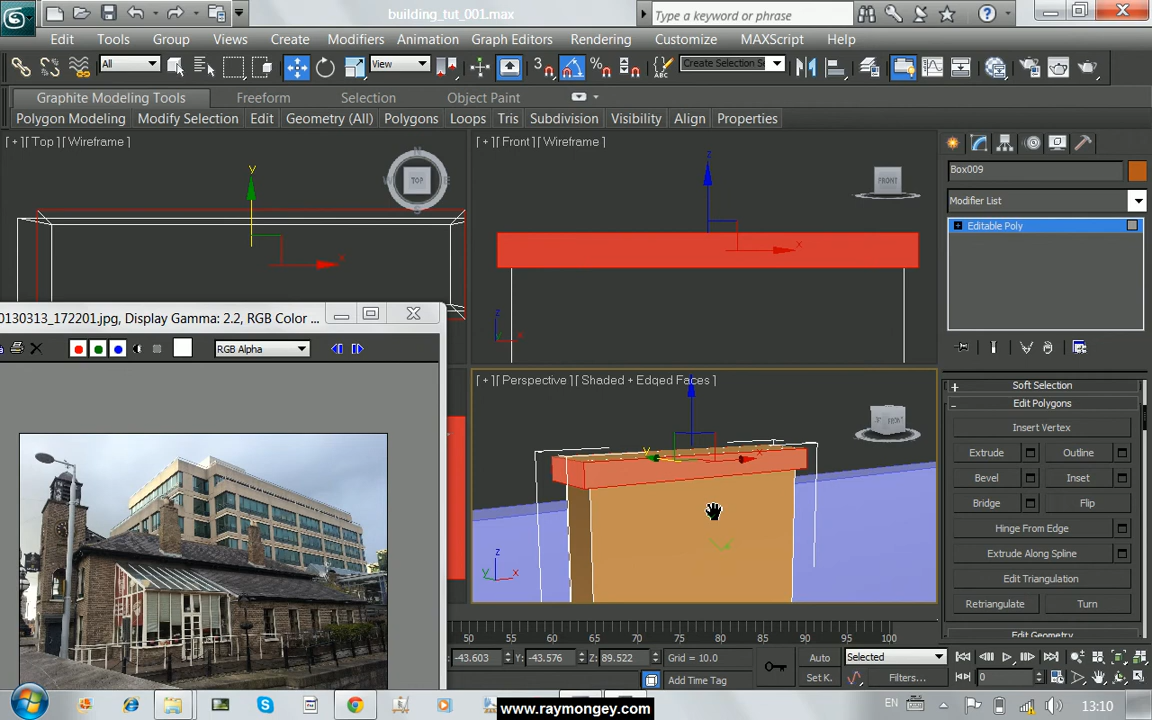 building_tut_001.max
Type a keyword or phrase
Edit Tools Group Views Create Modifiers Animation Graph Editors Rendering Customize MAXScript Help
All View 3 Create Selection Se
Graphite Modeling Tools Freeform Selection Object Paint
Polygon Modeling Modify Selection Edit Geometry (All) Polygons Loops Tris Subdivision Visibility Align Properties
[ + ] [ Top ] [ Wireframe ]
[ + ] [ Front ] [ Wireframe ]
Box009
Modifier List
Editable Poly
TOP
FRONT
y
x
z
x
z
x
0130313_172201.jpg, Display Gamma: 2.2, RGB Color ...
RGB Alpha
[ + ] [ Perspective ] [ Shaded + Edged Faces ]
z
y
x
z
y
x
Soft Selection
Edit Polygons
Insert Vertex
Extrude Outline
Bevel Inset
Bridge Flip
Hinge From Edge
Extrude Along Spline
Edit Triangulation
Retriangulate Turn
Edit Geometry
50 55 60 65 70 75 80 85 90 95 100
-43.603 Y: -43.576 Z: 89.522 Grid = 10.0
Auto Selected
Add Time Tag Set K. Filters... 0
EN 13:10
www.raymongey.com